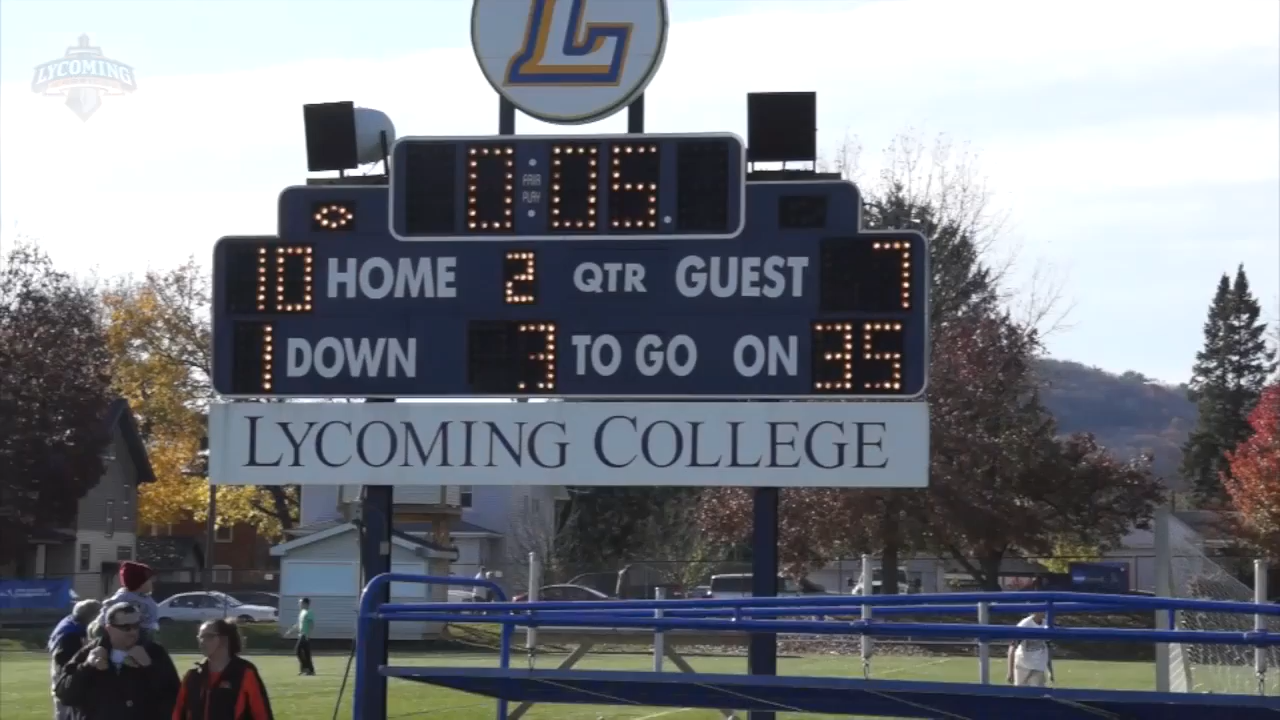 LYCOMING
L
0:05
FAIR
PLAY
10 HOME 2 QTR GUEST 7
1 DOWN 3 TO GO ON 35
LYCOMING COLLEGE